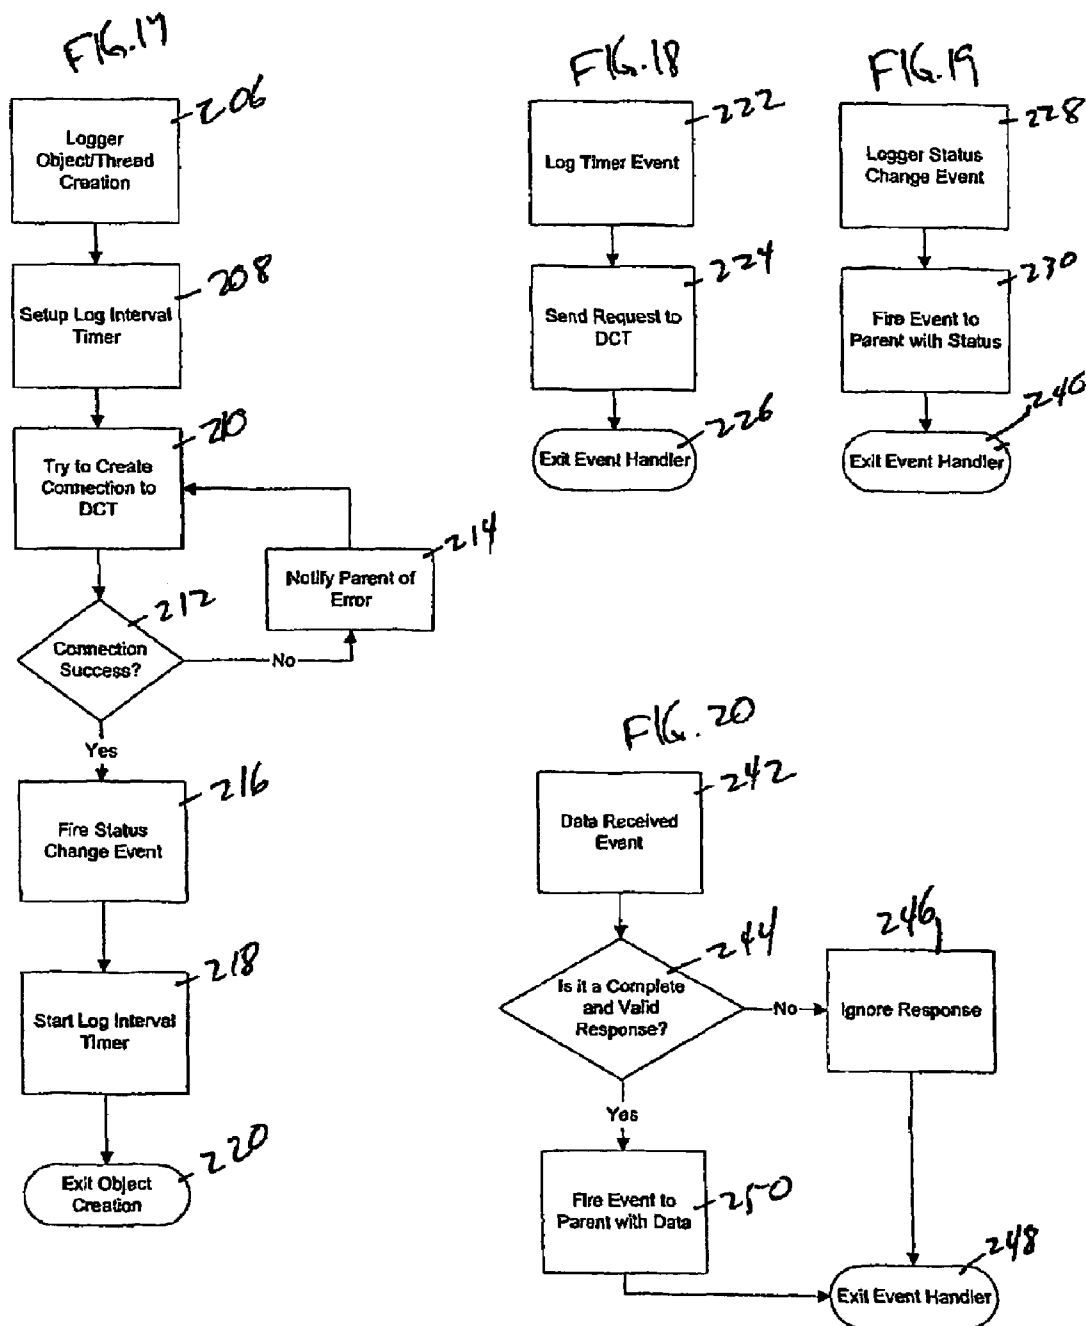 FIG.17
206
Logger
Object/Thread
Creation
208
Setup Log Interval
Timer
210
Try to Create
Connection to
DCT
214
Notify Parent of
Error
212
Connection
Success?
No
Yes
216
Fire Status
Change Event
218
Start Log Interval
Timer
220
Exit Object
Creation
FIG.18
222
Log Timer Event
224
Send Request to
DCT
226
Exit Event Handler
FIG.19
228
Logger Status
Change Event
230
Fire Event to
Parent with Status
240
Exit Event Handler
FIG. 20
242
Data Received
Event
244
Is it a Complete
and Valid
Response?
No
246
Ignore Response
Yes
250
Fire Event to
Parent with Data
248
Exit Event Handler